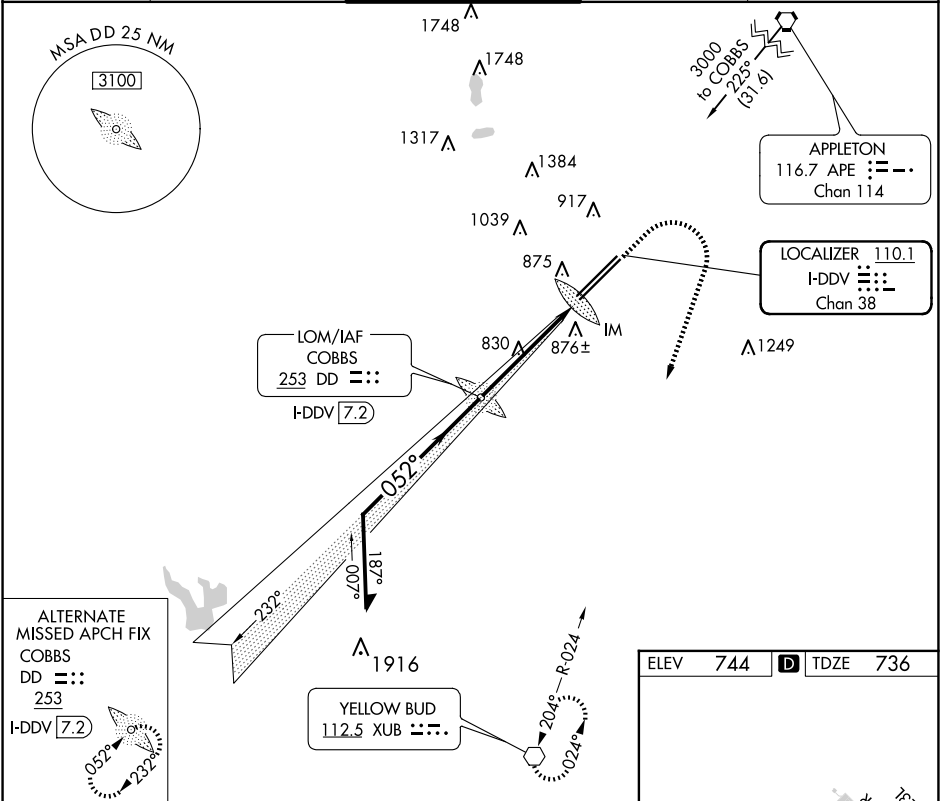 MSA DD 25 NM
3100
1748
1748
1317
1384
1039
917
875
830
876±
IM
1249
3000
to COBBS
225°
(31.6)
APPLETON
116.7 APE
Chan 114
LOCALIZER 110.1
I-DDV
Chan 38
LOM/IAF
COBBS
253 DD
I-DDV 7.2
052°
187°
007°
232°
1916
ALTERNATE
MISSED APCH FIX
COBBS
DD
253
I-DDV 7.2
052°
232°
YELLOW BUD
112.5 XUB
R-024
204°
024°
ELEV 744 D TDZE 736